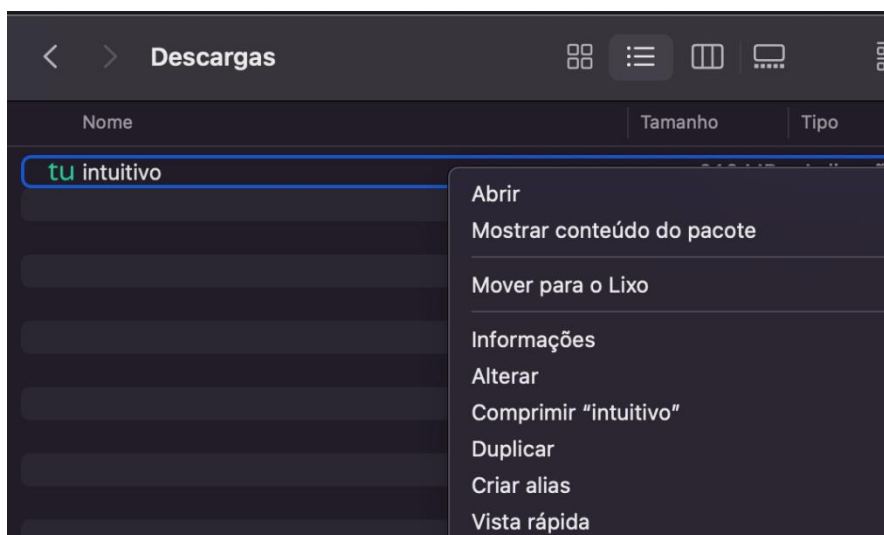 Descargas
Nome Tamanho Tipo
tu intuitivo
Abrir
Mostrar conteúdo do pacote
Mover para o Lixo
Informações
Alterar
Comprimir “intuitivo”
Duplicar
Criar alias
Vista rápida